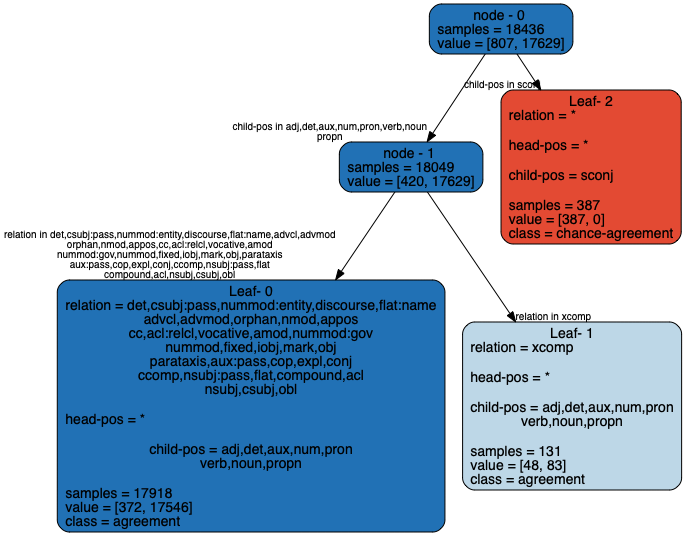 node - 0
samples = 18436
value = [807, 17629]
child-pos in sconj
child-pos in adj,det,aux,num,pron,verb,noun
propn
Leaf- 2
relation = *
head-pos = *
child-pos = sconj
samples = 387
value = [387, 0]
class = chance-agreement
node - 1
samples = 18049
value = [420, 17629]
relation in det,csubj:pass,nummod:entity,discourse,flat:name,advcl,advmod
orphan,nmod,appos,cc,acl:relcl,vocative,amod
nummod:gov,nummod,fixed,iobj,mark,obj,parataxis
aux:pass,cop,expl,conj,ccomp,nsubj:pass,flat
compound,acl,nsubj,csubj,obl
relation in xcomp
Leaf- 0
relation = det,csubj:pass,nummod:entity,discourse,flat:name
advcl,advmod,orphan,nmod,appos
cc,acl:relcl,vocative,amod,nummod:gov
nummod,fixed,iobj,mark,obj
parataxis,aux:pass,cop,expl,conj
ccomp,nsubj:pass,flat,compound,acl
nsubj,csubj,obl
head-pos = *
child-pos = adj,det,aux,num,pron
verb,noun,propn
samples = 17918
value = [372, 17546]
class = agreement
Leaf- 1
relation = xcomp
head-pos = *
child-pos = adj,det,aux,num,pron
verb,noun,propn
samples = 131
value = [48, 83]
class = agreement